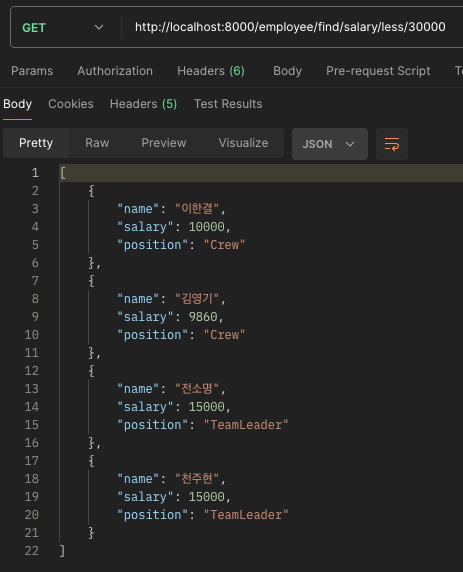 GET http://localhost:8000/employee/find/salary/less/30000
Params Authorization Headers (6) Body Pre-request Script
Body Cookies Headers (5) Test Results
Pretty Raw Preview Visualize JSON
1 [
2 {
3 "name": "이한결",
4 "salary": 10000,
5 "position": "Crew"
6 },
7 {
8 "name": "김영기",
9 "salary": 9860,
10 "position": "Crew"
11 },
12 {
13 "name": "전소명",
14 "salary": 15000,
15 "position": "TeamLeader"
16 },
17 {
18 "name": "천주현",
19 "salary": 15000,
20 "position": "TeamLeader"
21 }
22 ]